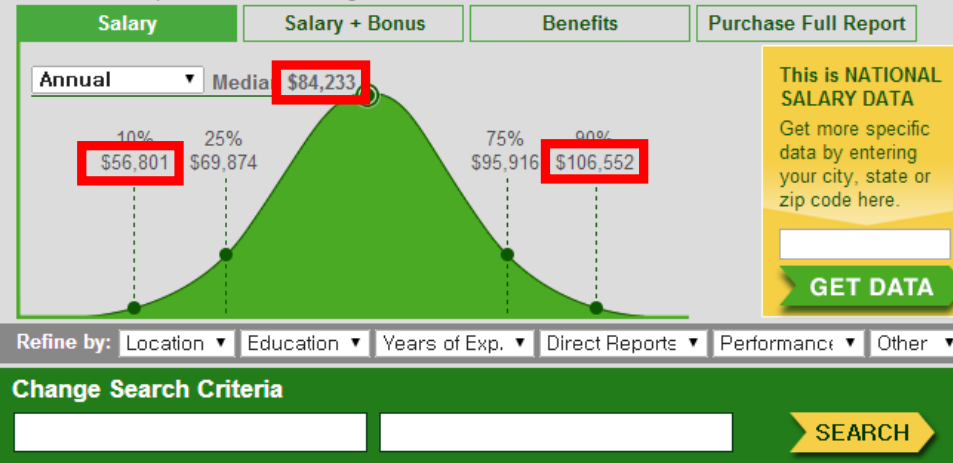 Salary
Salary + Bonus
Benefits
Purchase Full Report
Annual
Median $84,233
10%
25%
75%
90%
$56,801
$69,874
$95,916
$106,552
This is NATIONAL
SALARY DATA
Get more specific
data by entering
your city, state or
zip code here.
GET DATA
Refine by: Location Education Years of Exp. Direct Reports Performance Other
Change Search Criteria
SEARCH